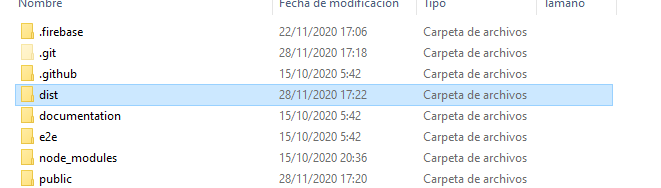 Nombre Fecha de modificación Tipo Tamaño
.firebase 22/11/2020 17:06 Carpeta de archivos
.git 28/11/2020 17:18 Carpeta de archivos
.github 15/10/2020 5:42 Carpeta de archivos
dist 28/11/2020 17:22 Carpeta de archivos
documentation 15/10/2020 5:42 Carpeta de archivos
e2e 15/10/2020 5:42 Carpeta de archivos
node_modules 15/10/2020 20:36 Carpeta de archivos
public 28/11/2020 17:20 Carpeta de archivos